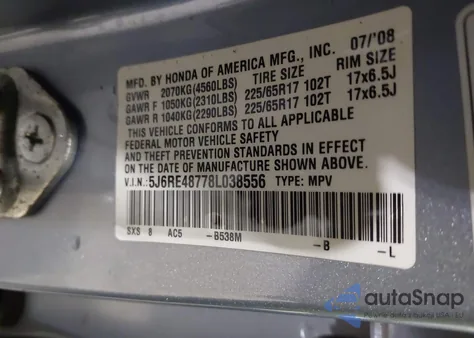 MFD. BY HONDA OF AMERICA MFG., INC. 07/'08
GVWR 2070KG(4560LBS) TIRE SIZE RIM SIZE
GAWR F 1050KG(2310LBS) 225/65R17 102T 17x6.5J
GAWR R 1040KG(2290LBS) 225/65R17 102T 17x6.5J
THIS VEHICLE CONFORMS TO ALL APPLICABLE
FEDERAL MOTOR VEHICLE SAFETY
AND THEFT PREVENTION STANDARDS IN EFFECT
ON THE DATE OF MANUFACTURE SHOWN ABOVE.
V.I.N.:5J6RE48778L038556 TYPE: MPV
SXS 8 AC5 -B538M -B -L
autoSnap